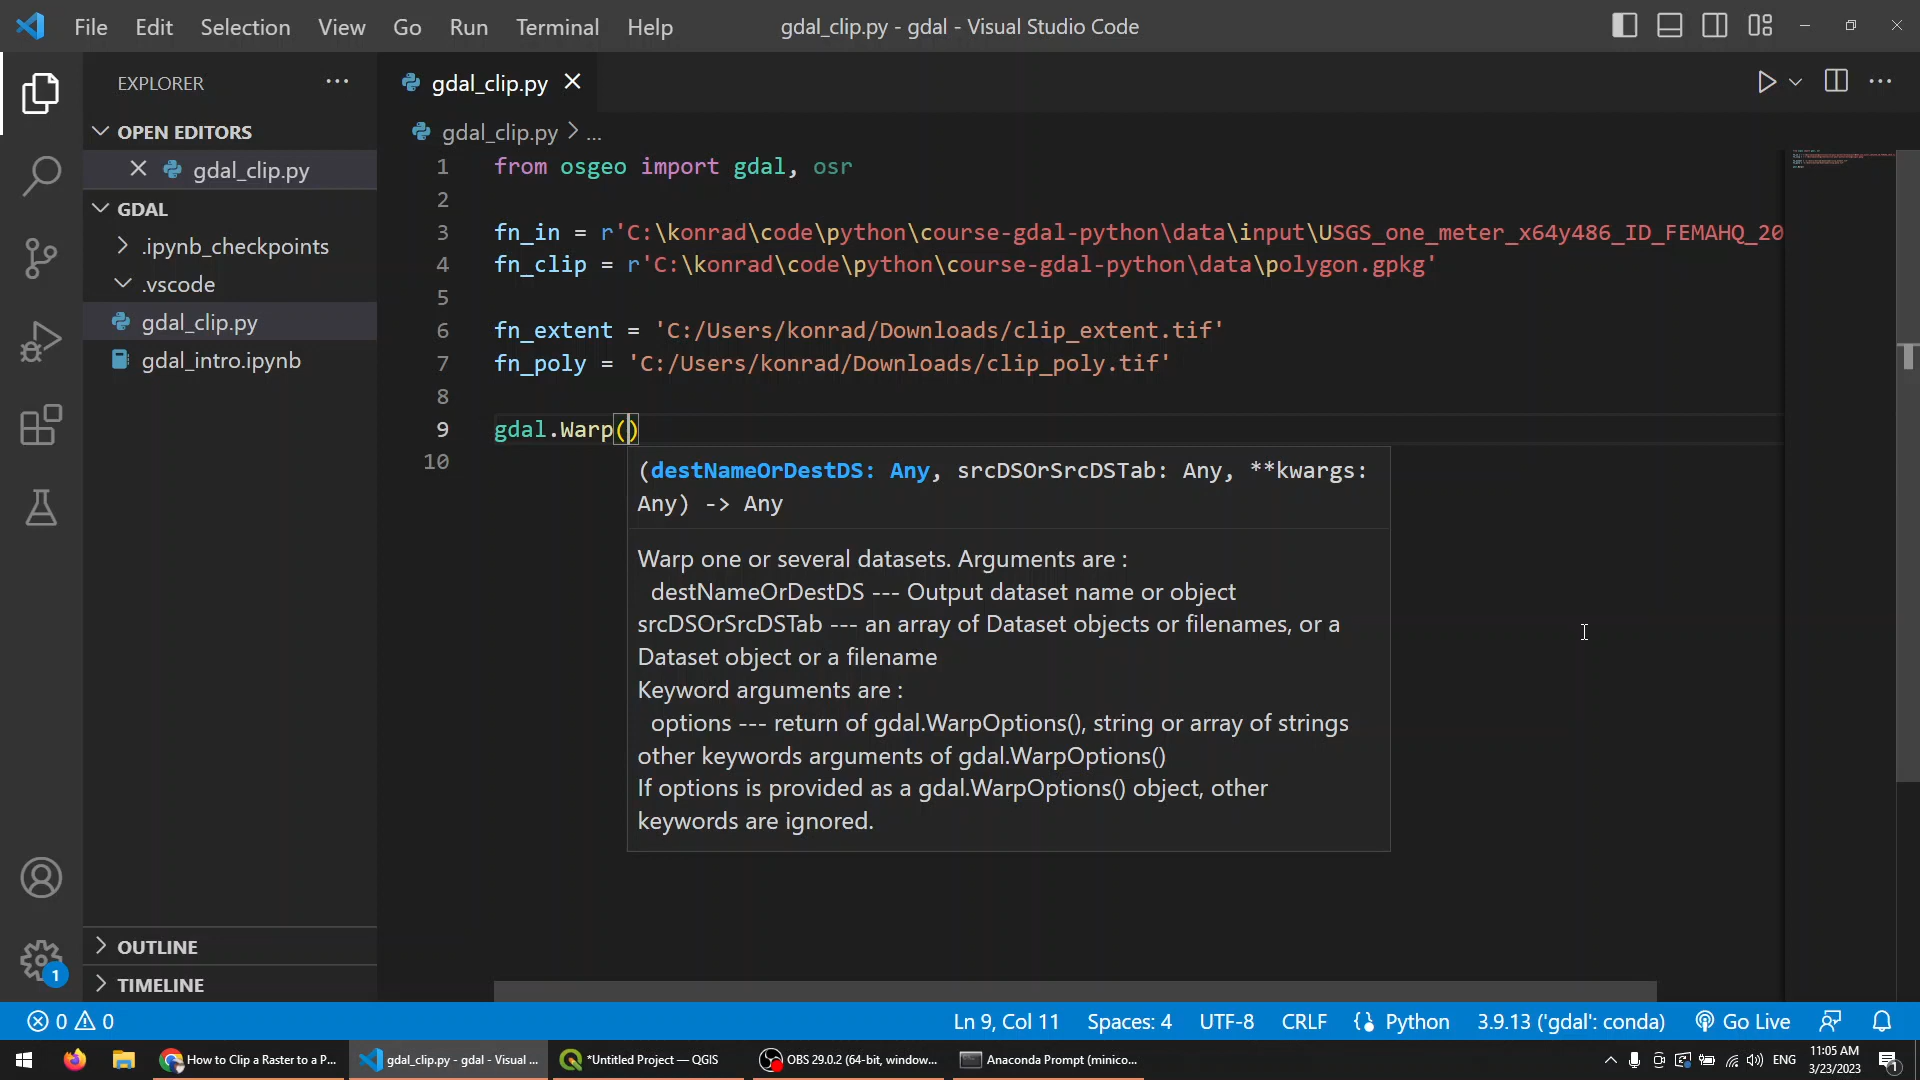 File Edit Selection View Go Run Terminal Help
gdal_clip.py - gdal - Visual Studio Code
EXPLORER
OPEN EDITORS
gdal_clip.py
GDAL
.ipynb_checkpoints
.vscode
gdal_clip.py
gdal_intro.ipynb
OUTLINE
TIMELINE
gdal_clip.py
gdal_clip.py > ...
1 from osgeo import gdal, osr
2
3 fn_in = r'C:\konrad\code\python\course-gdal-python\data\input\USGS_one_meter_x64y486_ID_FEMAHQ_20
4 fn_clip = r'C:\konrad\code\python\course-gdal-python\data\polygon.gpkg'
5
6 fn_extent = 'C:/Users/konrad/Downloads/clip_extent.tif'
7 fn_poly = 'C:/Users/konrad/Downloads/clip_poly.tif'
8
9 gdal.Warp()
10
(destNameOrDestDS: Any, srcDSOrSrcDSTab: Any, **kwargs:
Any) -> Any
Warp one or several datasets. Arguments are :
destNameOrDestDS --- Output dataset name or object
srcDSOrSrcDSTab --- an array of Dataset objects or filenames, or a
Dataset object or a filename
Keyword arguments are :
options --- return of gdal.WarpOptions(), string or array of strings
other keywords arguments of gdal.WarpOptions()
If options is provided as a gdal.WarpOptions() object, other
keywords are ignored.
1
0 0 Ln 9, Col 11 Spaces: 4 UTF-8 CRLF Python 3.9.13 ('gdal': conda) Go Live
How to Clip a Raster to a P... gdal_clip.py - gdal - Visual ... *Untitled Project — QGIS OBS 29.0.2 (64-bit, window... Anaconda Prompt (minico... ENG 11:05 AM
3/23/2023
1